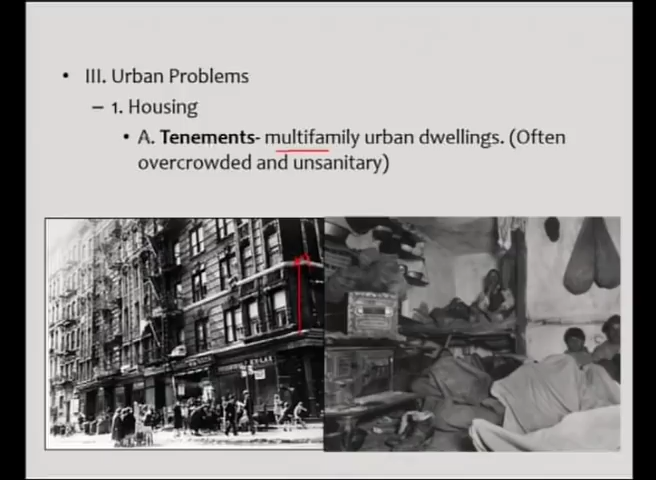 • III. Urban Problems
– 1. Housing
• A. Tenements- multifamily urban dwellings. (Often
overcrowded and unsanitary)